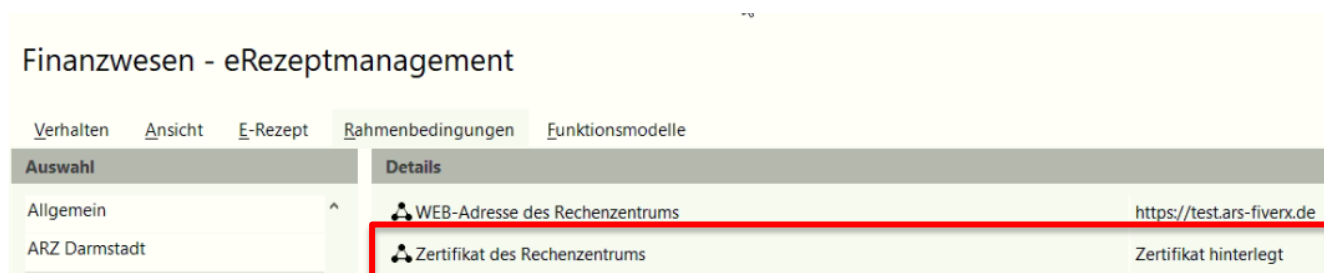 Finanzwesen - eRezeptmanagement
Verhalten Ansicht E-Rezept Rahmenbedingungen Funktionsmodelle
Auswahl Details
Allgemein WEB-Adresse des Rechenzentrums https://test.ars-fiverx.de
ARZ Darmstadt Zertifikat des Rechenzentrums Zertifikat hinterlegt